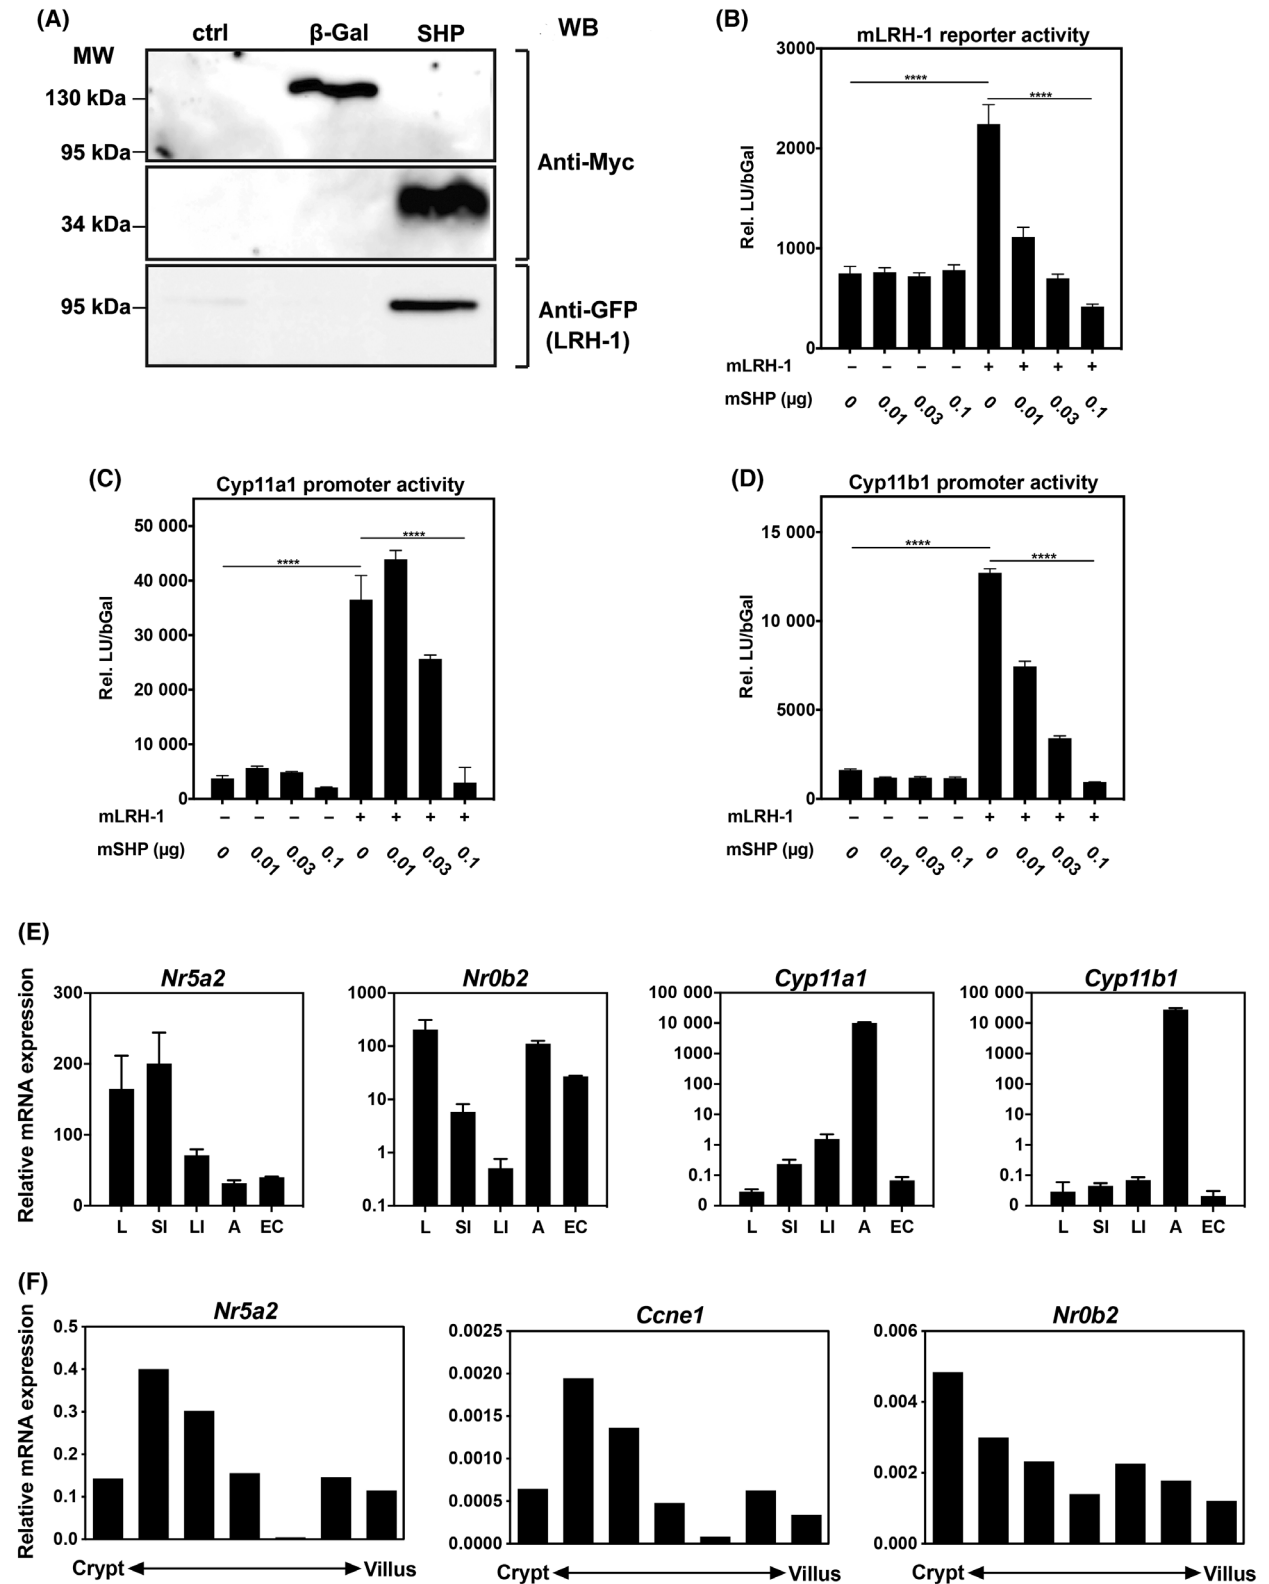 (A)
ctrl β-Gal SHP WB
MW
130 kDa
95 kDa
Anti-Myc
34 kDa
95 kDa
Anti-GFP
(LRH-1)
(B)
mLRH-1 reporter activity
3000
2000
1000
0
Rel. LU/bGal
**** ****
mLRH-1 – – – – + + + +
mSHP (µg) 0 0.01 0.03 0.1 0 0.01 0.03 0.1
(C)
Cyp11a1 promoter activity
50 000
40 000
30 000
20 000
10 000
0
Rel. LU/bGal
**** ****
mLRH-1 – – – – + + + +
mSHP (µg) 0 0.01 0.03 0.1 0 0.01 0.03 0.1
(D)
Cyp11b1 promoter activity
15 000
10 000
5000
0
Rel. LU/bGal
**** ****
mLRH-1 – – – – + + + +
mSHP (µg) 0 0.01 0.03 0.1 0 0.01 0.03 0.1
(E)
Relative mRNA expression
Nr5a2
300
200
100
0
L SI LI A EC
Nr0b2
1000
100
10
1
0.1
L SI LI A EC
Cyp11a1
100 000
10 000
1000
100
10
1
0.1
0
L SI LI A EC
Cyp11b1
100 000
10 000
1000
100
10
1
0.1
0
L SI LI A EC
(F)
Relative mRNA expression
Nr5a2
0.5
0.4
0.3
0.2
0.1
0.0
Crypt Villus
Ccne1
0.0025
0.0020
0.0015
0.0010
0.0005
0.0000
Crypt Villus
Nr0b2
0.006
0.004
0.002
0.000
Crypt Villus